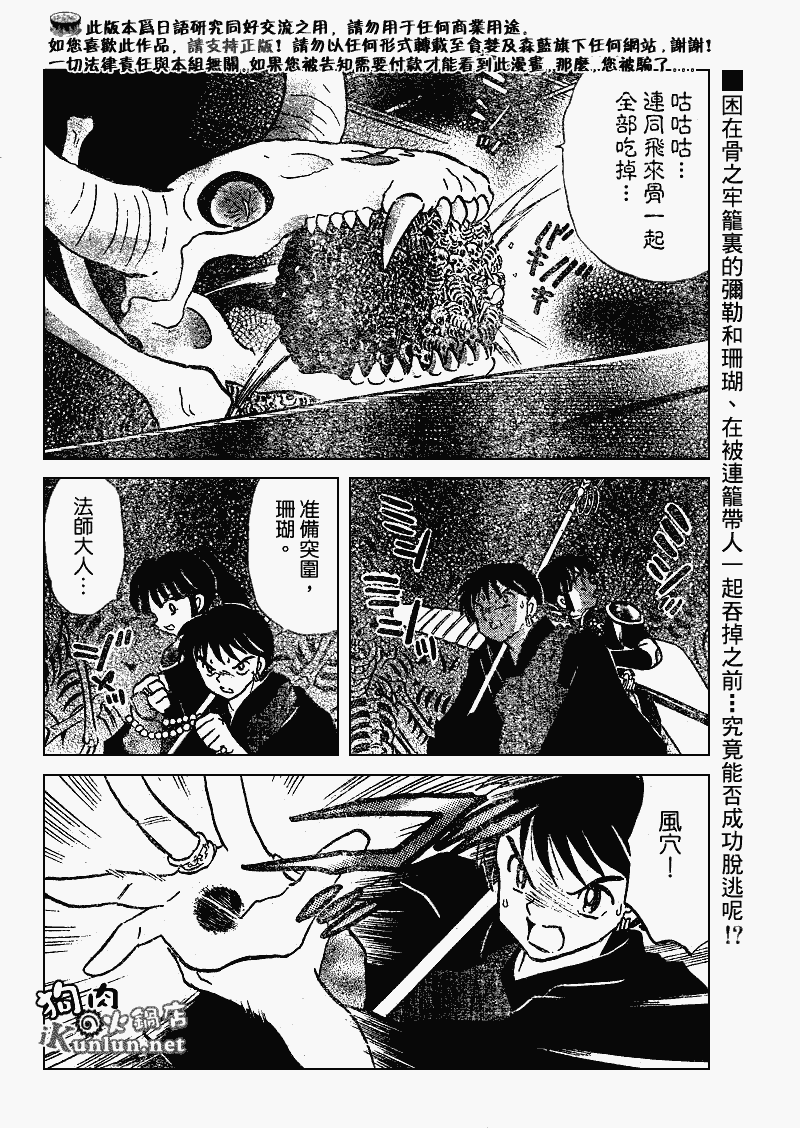 此版本爲日語研究同好交流之用，請勿用于任何商業用途。
如您喜歡此作品，請支持正版！請勿以任何形式轉載至貪婪及森藍旗下任何網站，謝謝！
一切法律責任與本組無關。如果您被告知需要付款才能看到此漫畫，那麼，您被騙了......
■困在骨之牢籠裏的彌勒和珊瑚、在被連籠帶人一起吞掉之前…究竟能否成功脫逃呢!?
咕咕咕…
連同飛來骨一起
全部吃掉…
ギギギ
准備突圍，
珊瑚。
法師大人…
風穴！
狗肉
火鍋店
iKunlun.net